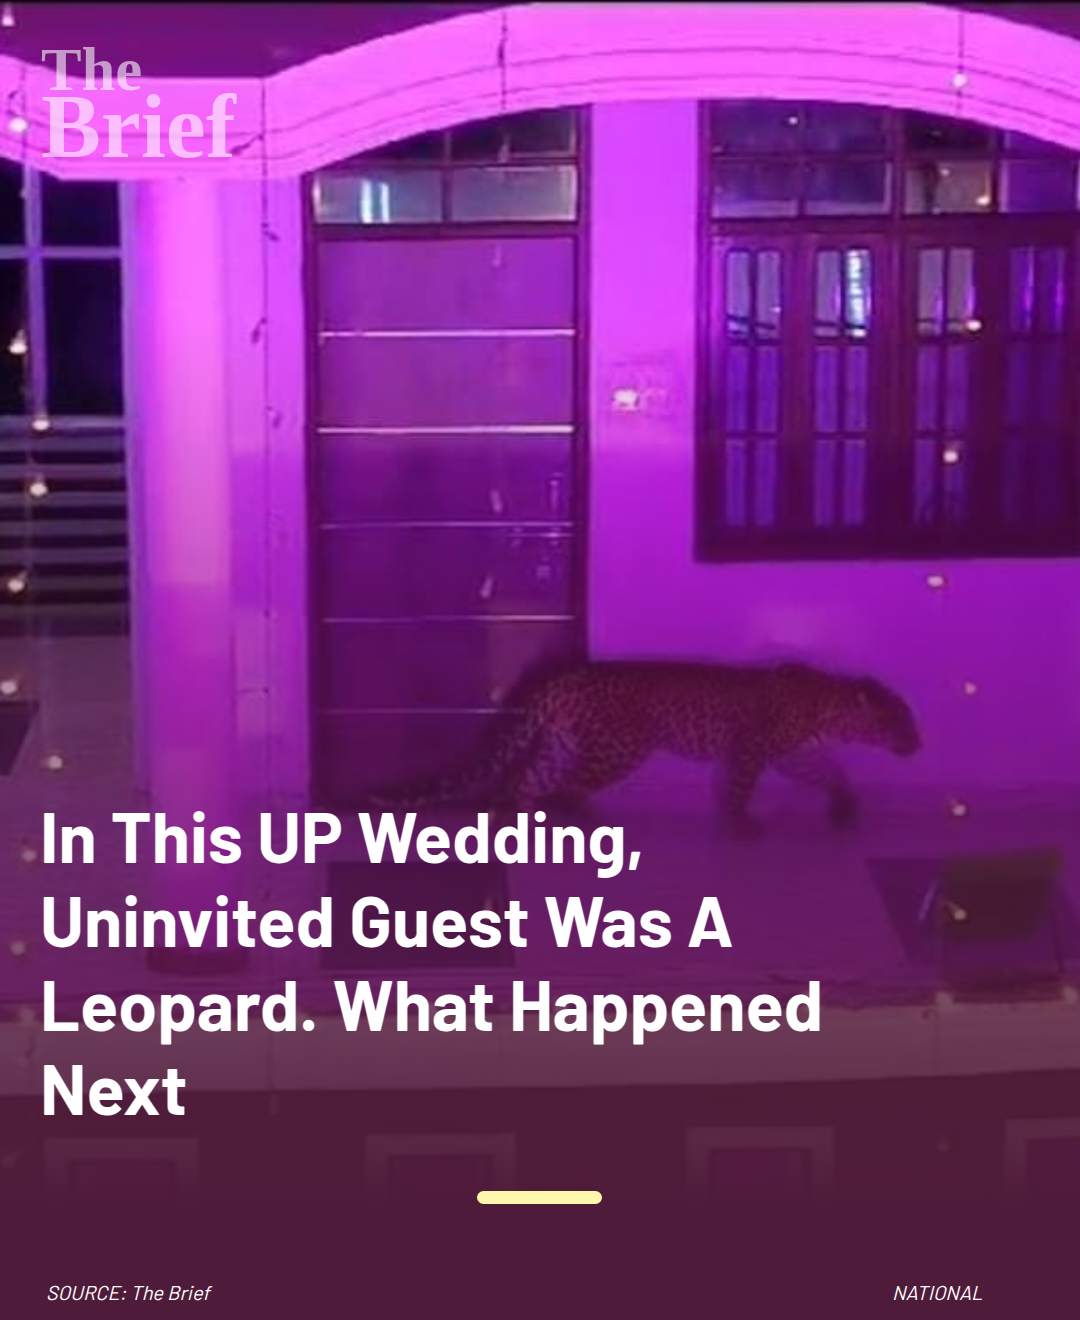 The
Brief
In This UP Wedding,
Uninvited Guest Was A
Leopard. What Happened
Next
SOURCE: The Brief
NATIONAL